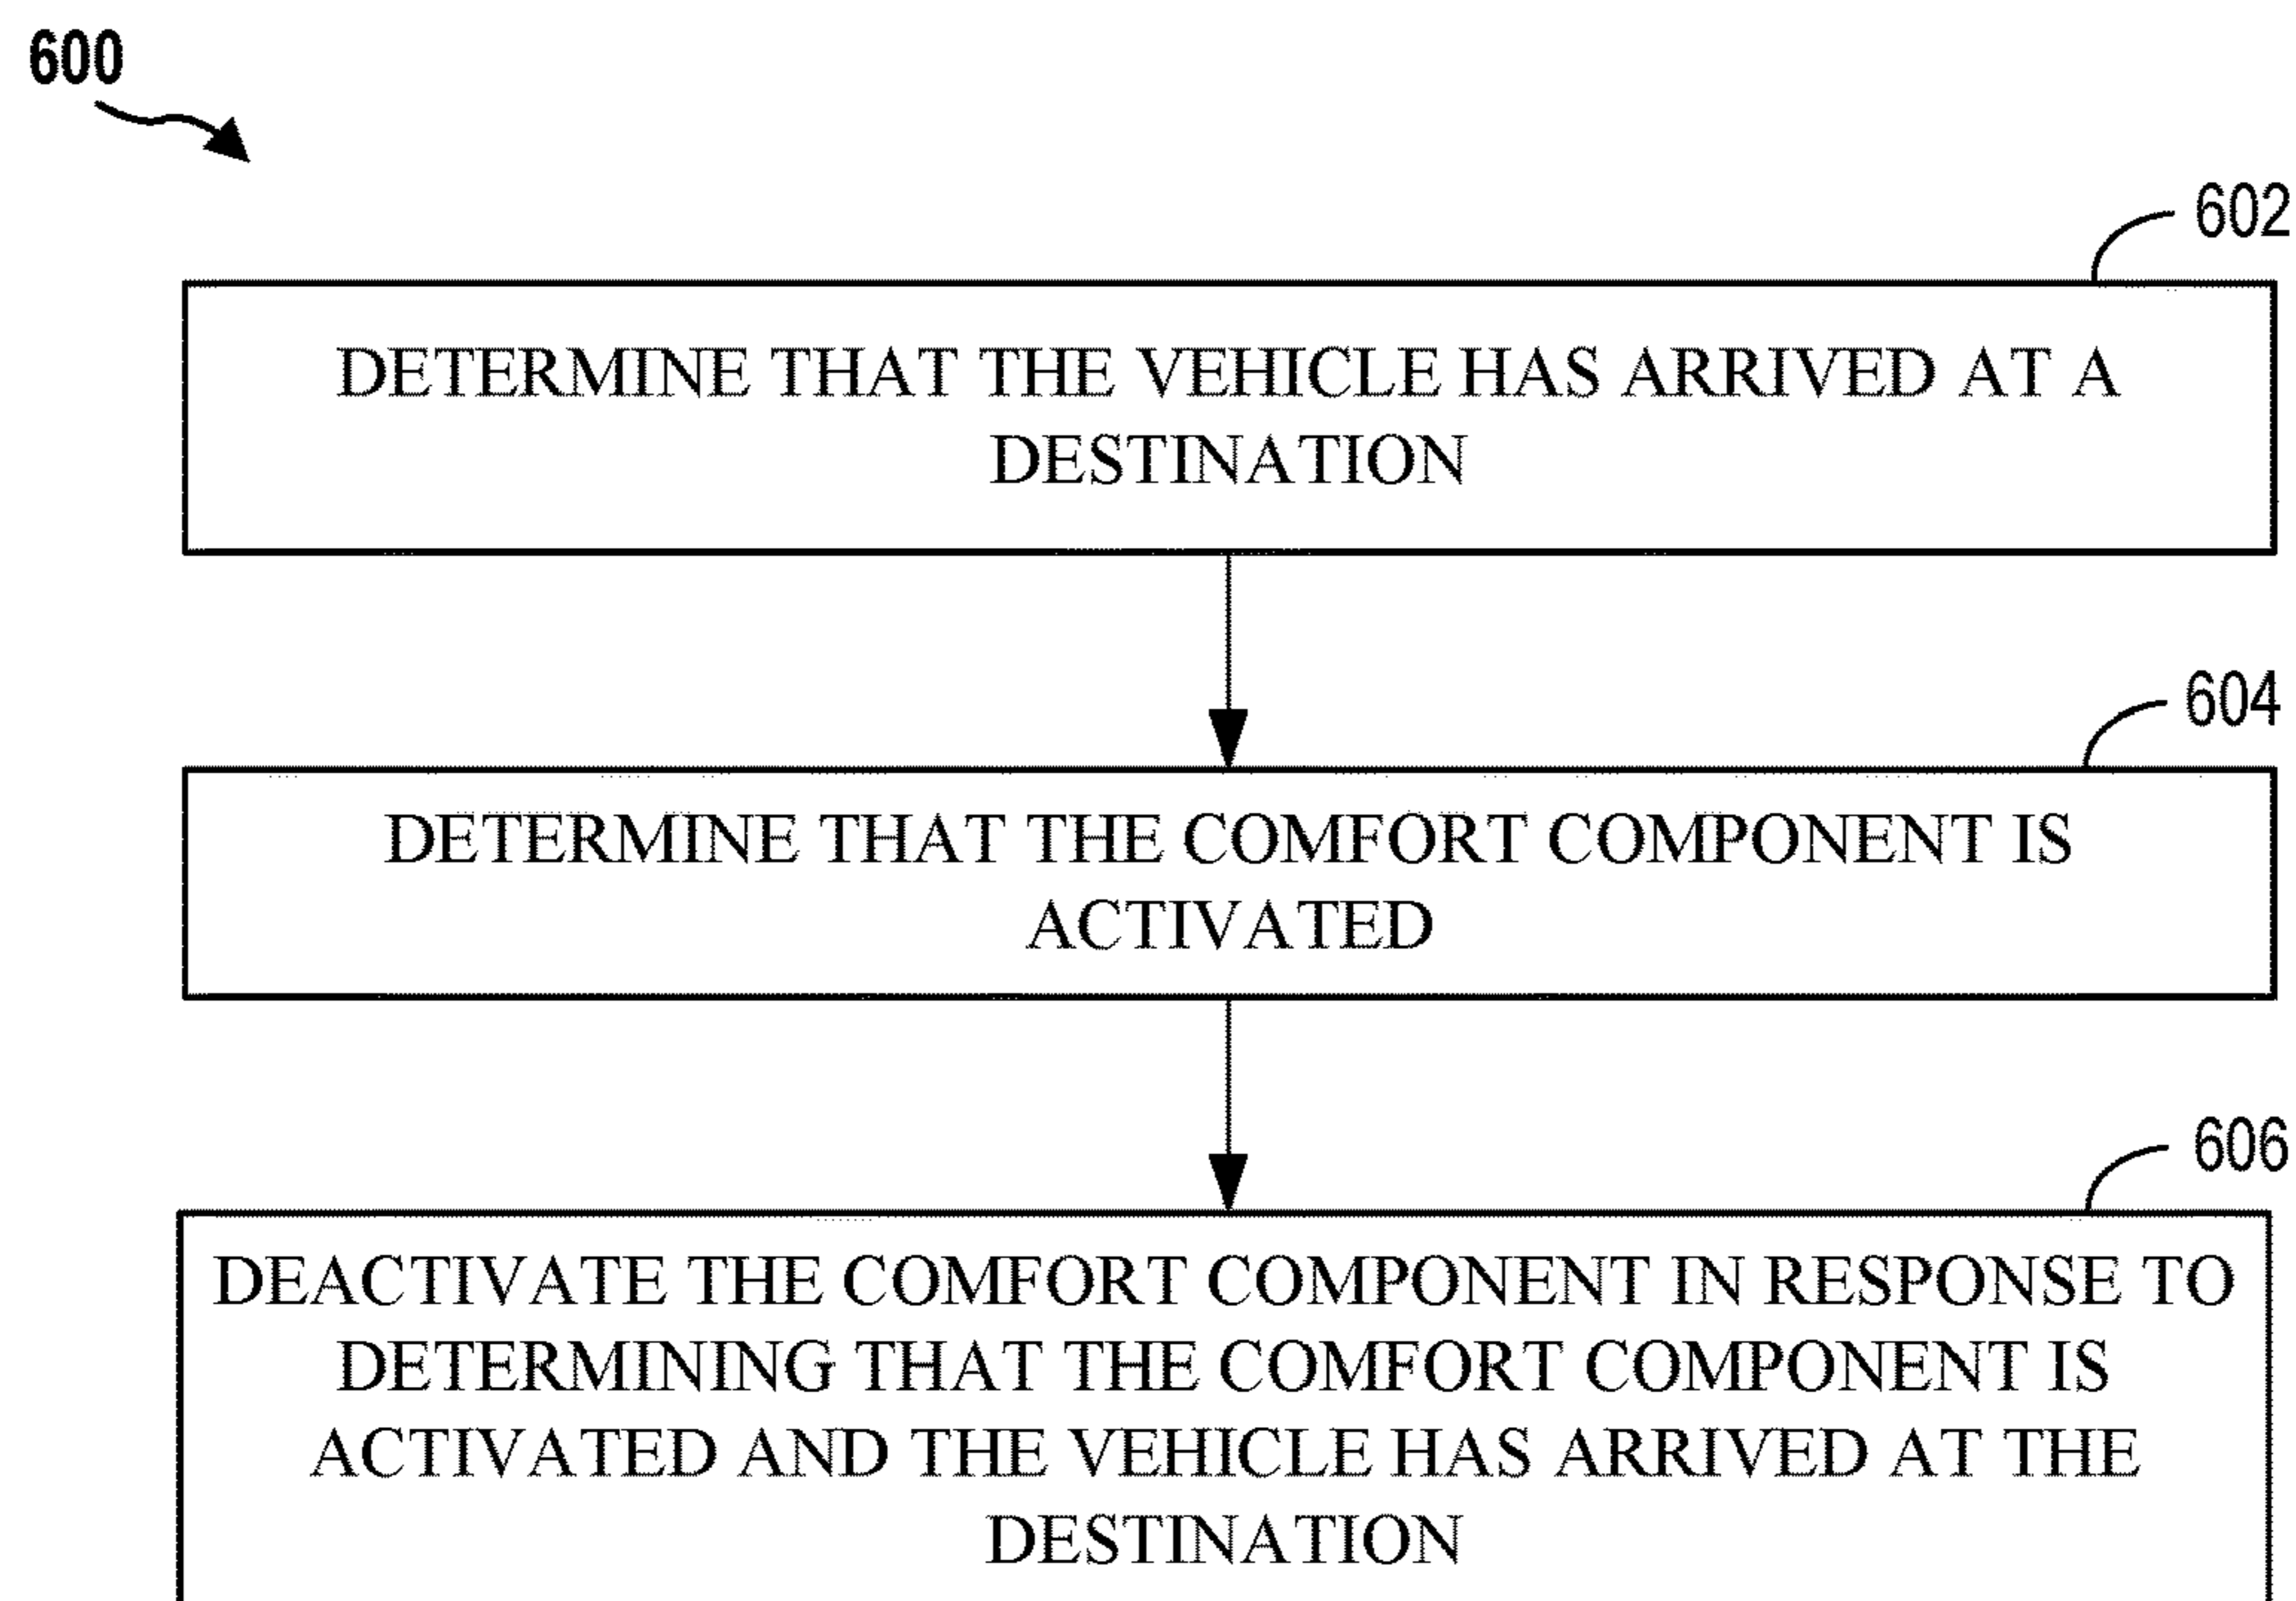 600
602
DETERMINE THAT THE VEHICLE HAS ARRIVED AT A
DESTINATION
604
DETERMINE THAT THE COMFORT COMPONENT IS
ACTIVATED
606
DEACTIVATE THE COMFORT COMPONENT IN RESPONSE TO
DETERMINING THAT THE COMFORT COMPONENT IS
ACTIVATED AND THE VEHICLE HAS ARRIVED AT THE
DESTINATION